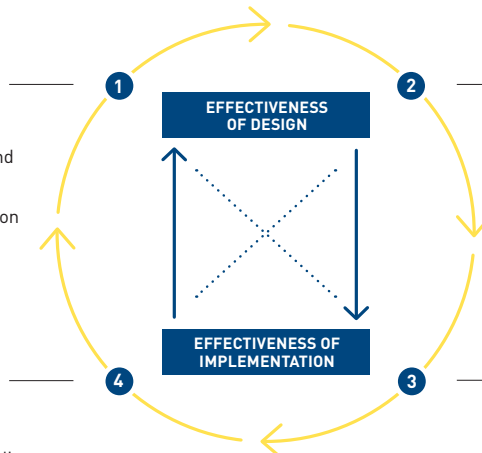 1
2
EFFECTIVENESS
OF DESIGN
nd
on
EFFECTIVENESS OF
IMPLEMENTATION
4
3